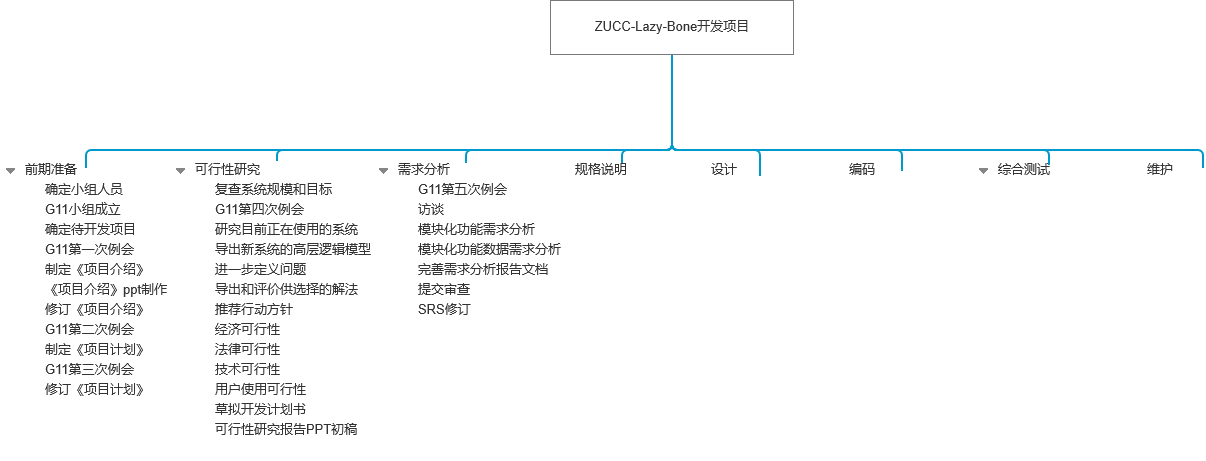 ZUCC-Lazy-Bone开发项目
前期准备
确定小组人员
G11小组成立
确定待开发项目
G11第一次例会
制定《项目介绍》
《项目介绍》ppt制作
修订《项目介绍》
G11第二次例会
制定《项目计划》
G11第三次例会
修订《项目计划》
可行性研究
复查系统规模和目标
G11第四次例会
研究目前正在使用的系统
导出新系统的高层逻辑模型
进一步定义问题
导出和评价供选择的解法
推荐行动方针
经济可行性
法律可行性
技术可行性
用户使用可行性
草拟开发计划书
可行性研究报告PPT初稿
需求分析
G11第五次例会
访谈
模块化功能需求分析
模块化功能数据需求分析
完善需求分析报告文档
提交审查
SRS修订
规格说明
设计
编码
综合测试
维护